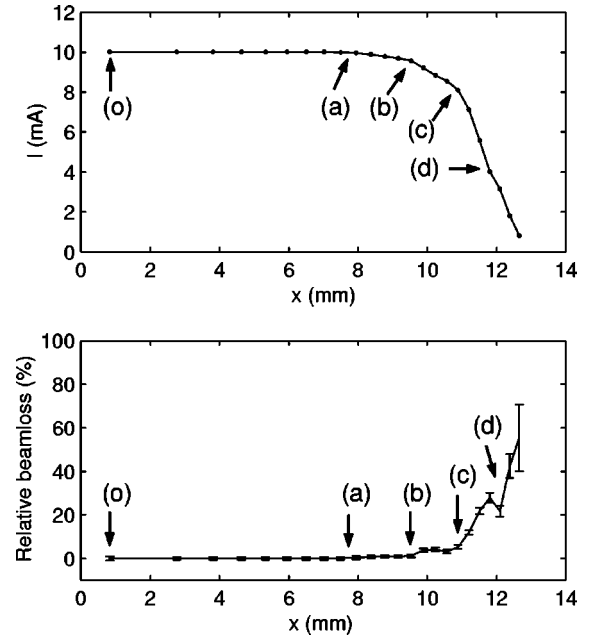 12
10
8
6
4
2
0
I (mA)
(o)
(a)
(b)
(c)
(d)
0 2 4 6 8 10 12 14
x (mm)
100
80
60
40
20
0
Relative beamloss (%)
(o)
(a)
(b)
(c)
(d)
0 2 4 6 8 10 12 14
x (mm)